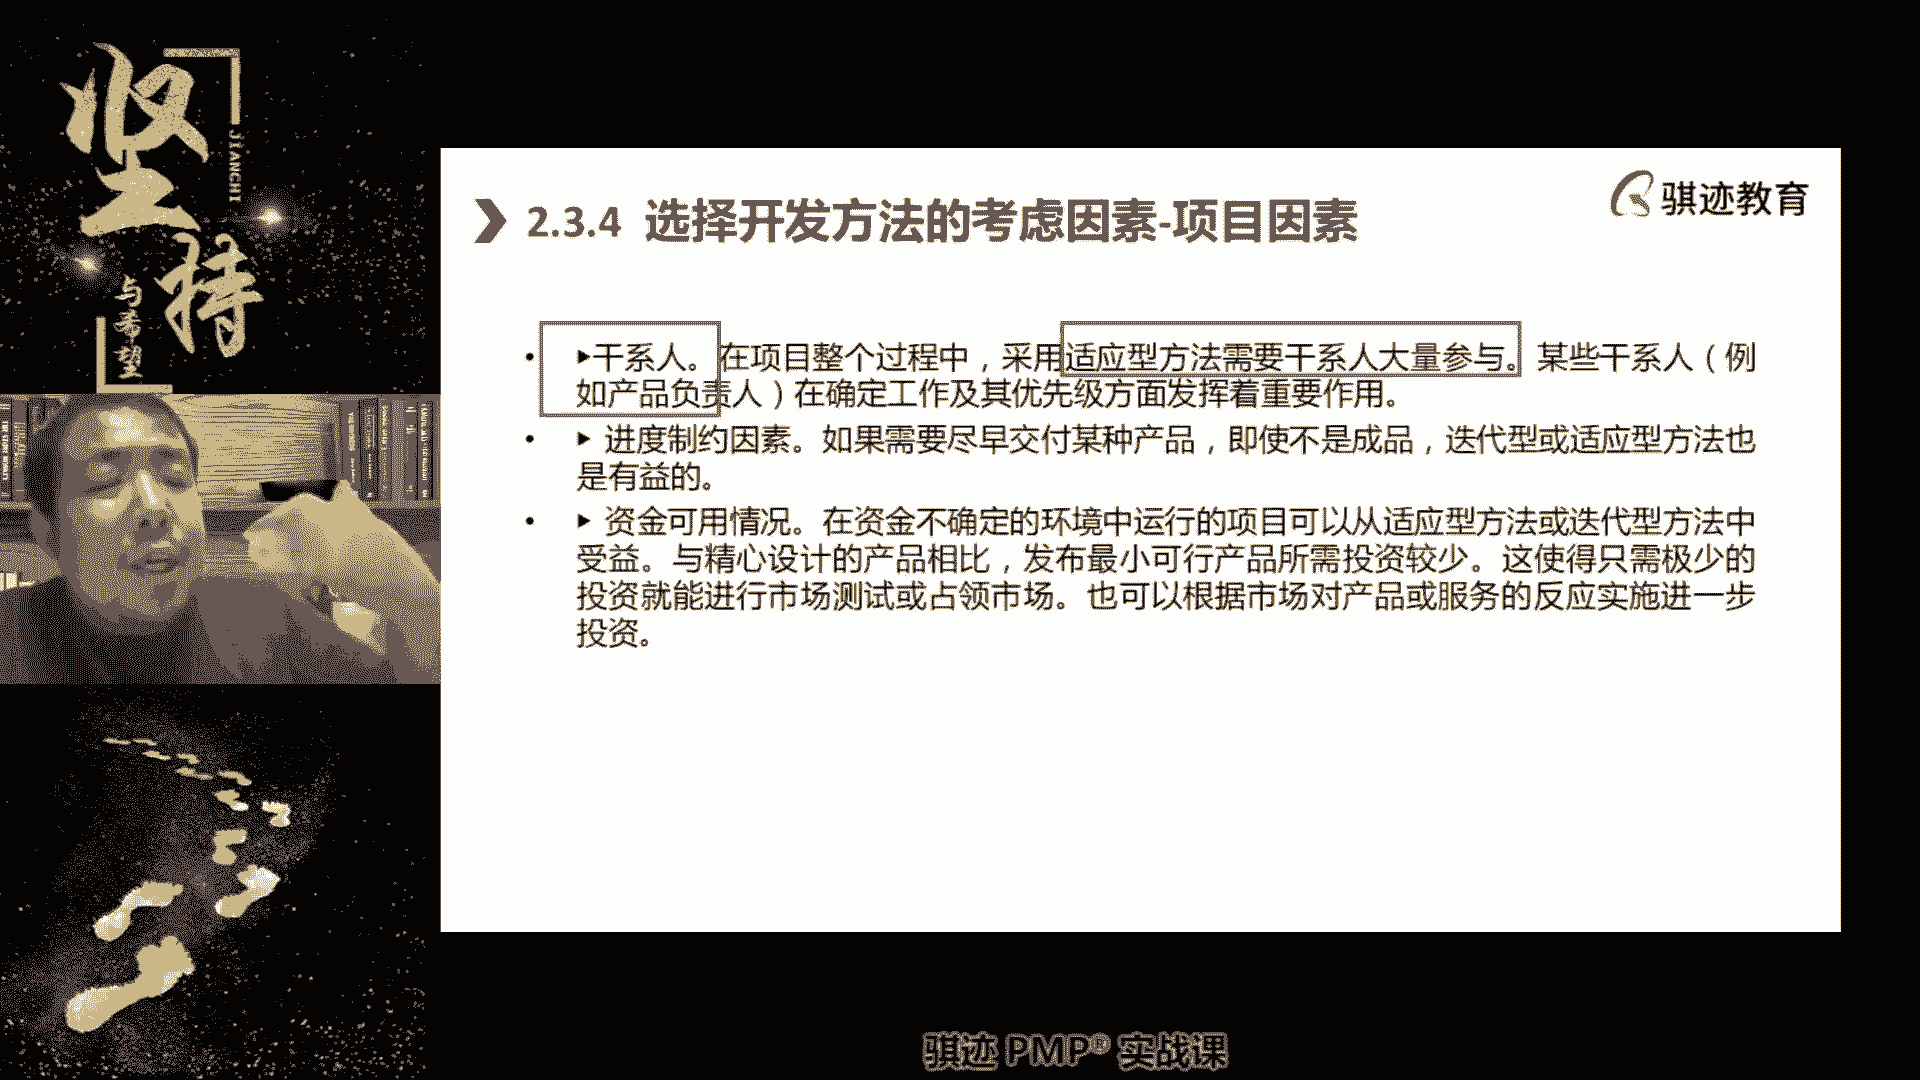 坚持
JIANCHI
与希望
骐迹教育
2.3.4 选择开发方法的考虑因素-项目因素
• ▶干系人。在项目整个过程中，采用适应型方法需要干系人大量参与。某些干系人（例
如产品负责人）在确定工作及其优先级方面发挥着重要作用。
• ▶ 进度制约因素。如果需要尽早交付某种产品，即使不是成品，迭代型或适应型方法也
是有益的。
• ▶ 资金可用情况。在资金不确定的环境中运行的项目可以从适应型方法或迭代型方法中
受益。与精心设计的产品相比，发布最小可行产品所需投资较少。这使得只需极少的
投资就能进行市场测试或占领市场。也可以根据市场对产品或服务的反应实施进一步
投资。
骐迹 PMP® 实战课